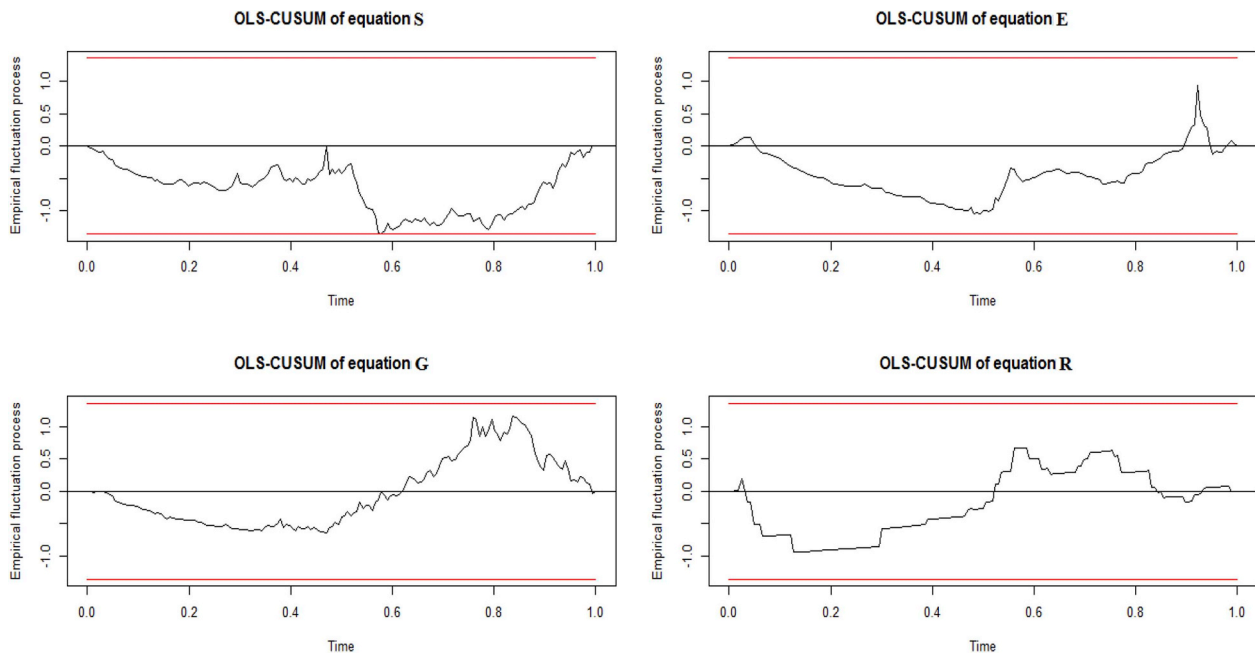 OLS-CUSUM of equation S
Empirical fluctuation process
1.0
0.5
0.0
-1.0
0.0 0.2 0.4 0.6 0.8 1.0
Time
OLS-CUSUM of equation E
Empirical fluctuation process
1.0
0.5
0.0
-1.0
0.0 0.2 0.4 0.6 0.8 1.0
Time
OLS-CUSUM of equation G
Empirical fluctuation process
1.0
0.5
0.0
-1.0
0.0 0.2 0.4 0.6 0.8 1.0
Time
OLS-CUSUM of equation R
Empirical fluctuation process
1.0
0.5
0.0
-1.0
0.0 0.2 0.4 0.6 0.8 1.0
Time